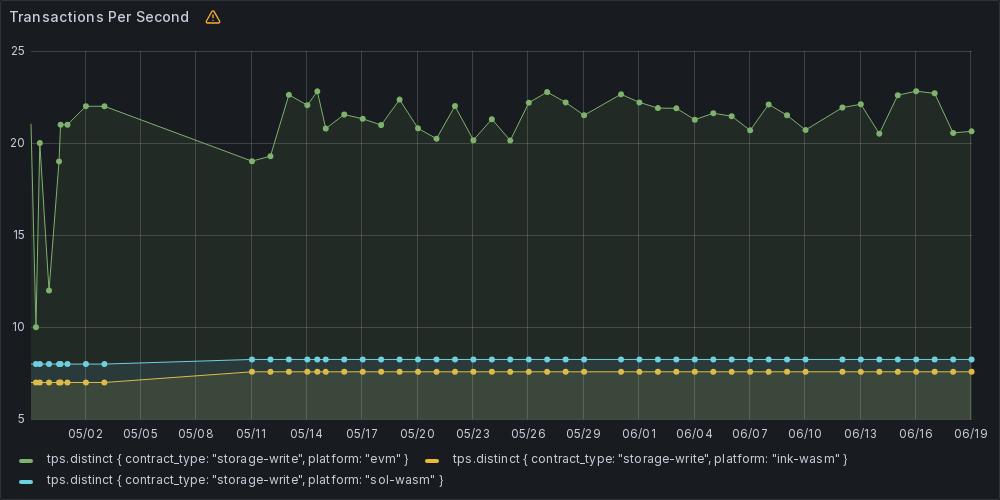 Transactions Per Second
25
20
15
10
5
05/02 05/05 05/08 05/11 05/14 05/17 05/20 05/23 05/26 05/29 06/01 06/04 06/07 06/10 06/13 06/16 06/19
tps.distinct { contract_type: "storage-write", platform: "evm" } tps.distinct { contract_type: "storage-write", platform: "ink-wasm" }
tps.distinct { contract_type: "storage-write", platform: "sol-wasm" }